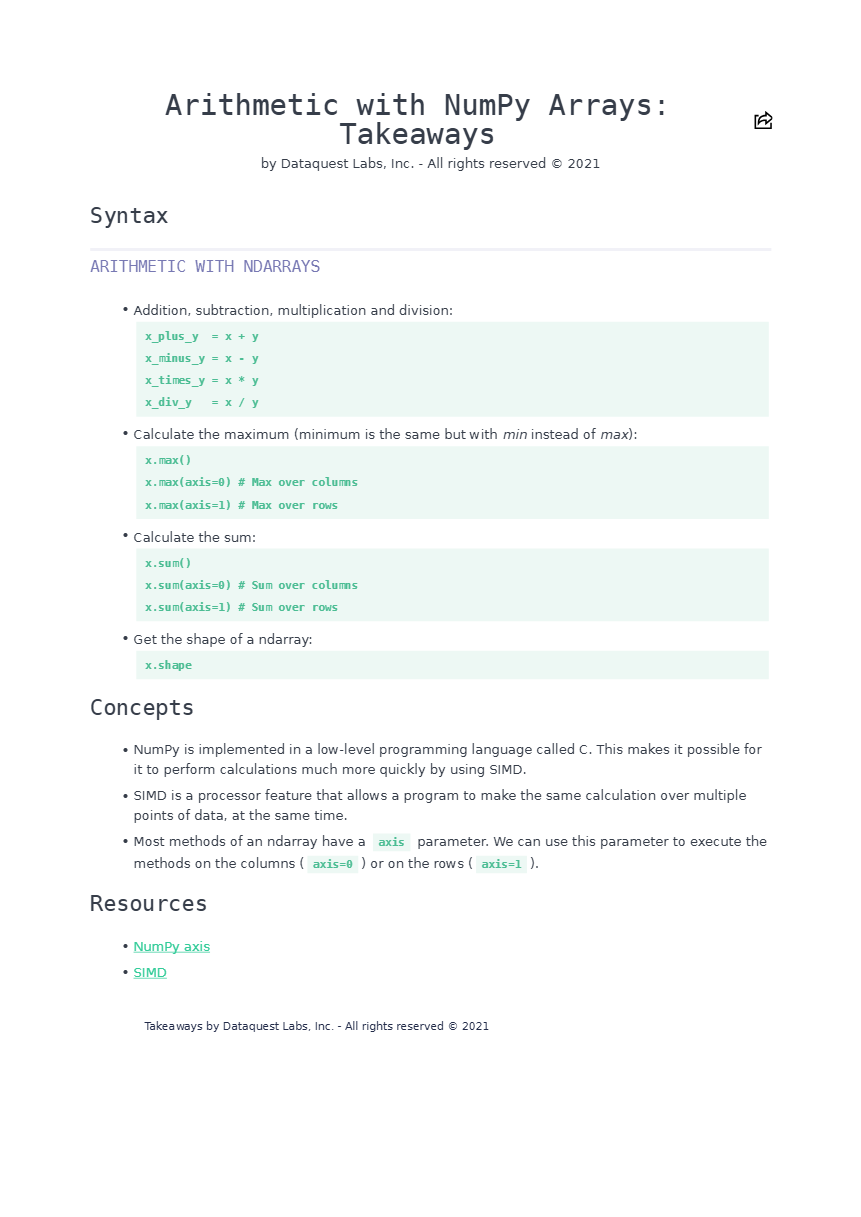 Arithmetic with NumPy Arrays:
Takeaways
by Dataquest Labs, Inc. - All rights reserved © 2021
Syntax
ARITHMETIC WITH NDARRAYS
• Addition, subtraction, multiplication and division:
x_plus_y  = x + y
x_minus_y = x - y
x_times_y = x * y
x_div_y   = x / y
• Calculate the maximum (minimum is the same but with min instead of max):
x.max()
x.max(axis=0) # Max over columns
x.max(axis=1) # Max over rows
• Calculate the sum:
x.sum()
x.sum(axis=0) # Sum over columns
x.sum(axis=1) # Sum over rows
• Get the shape of a ndarray:
x.shape
Concepts
• NumPy is implemented in a low-level programming language called C. This makes it possible for
it to perform calculations much more quickly by using SIMD.
• SIMD is a processor feature that allows a program to make the same calculation over multiple
points of data, at the same time.
• Most methods of an ndarray have a axis parameter. We can use this parameter to execute the
methods on the columns ( axis=0 ) or on the rows ( axis=1 ).
Resources
• NumPy axis
• SIMD
Takeaways by Dataquest Labs, Inc. - All rights reserved © 2021